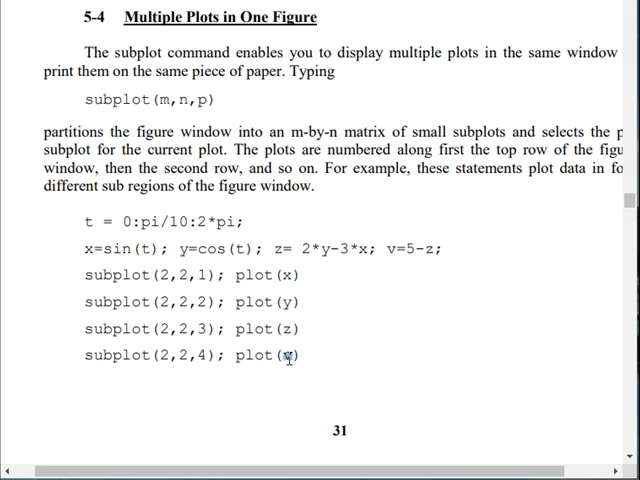 5-4 Multiple Plots in One Figure
The subplot command enables you to display multiple plots in the same window
print them on the same piece of paper. Typing
subplot(m,n,p)
partitions the figure window into an m-by-n matrix of small subplots and selects the
subplot for the current plot. The plots are numbered along first the top row of the
window, then the second row, and so on. For example, these statements plot data in
different sub regions of the figure window.
t = 0:pi/10:2*pi;
x=sin(t); y=cos(t); z= 2*y-3*x; v=5-z;
subplot(2,2,1); plot(x)
subplot(2,2,2); plot(y)
subplot(2,2,3); plot(z)
subplot(2,2,4); plot(v)
31